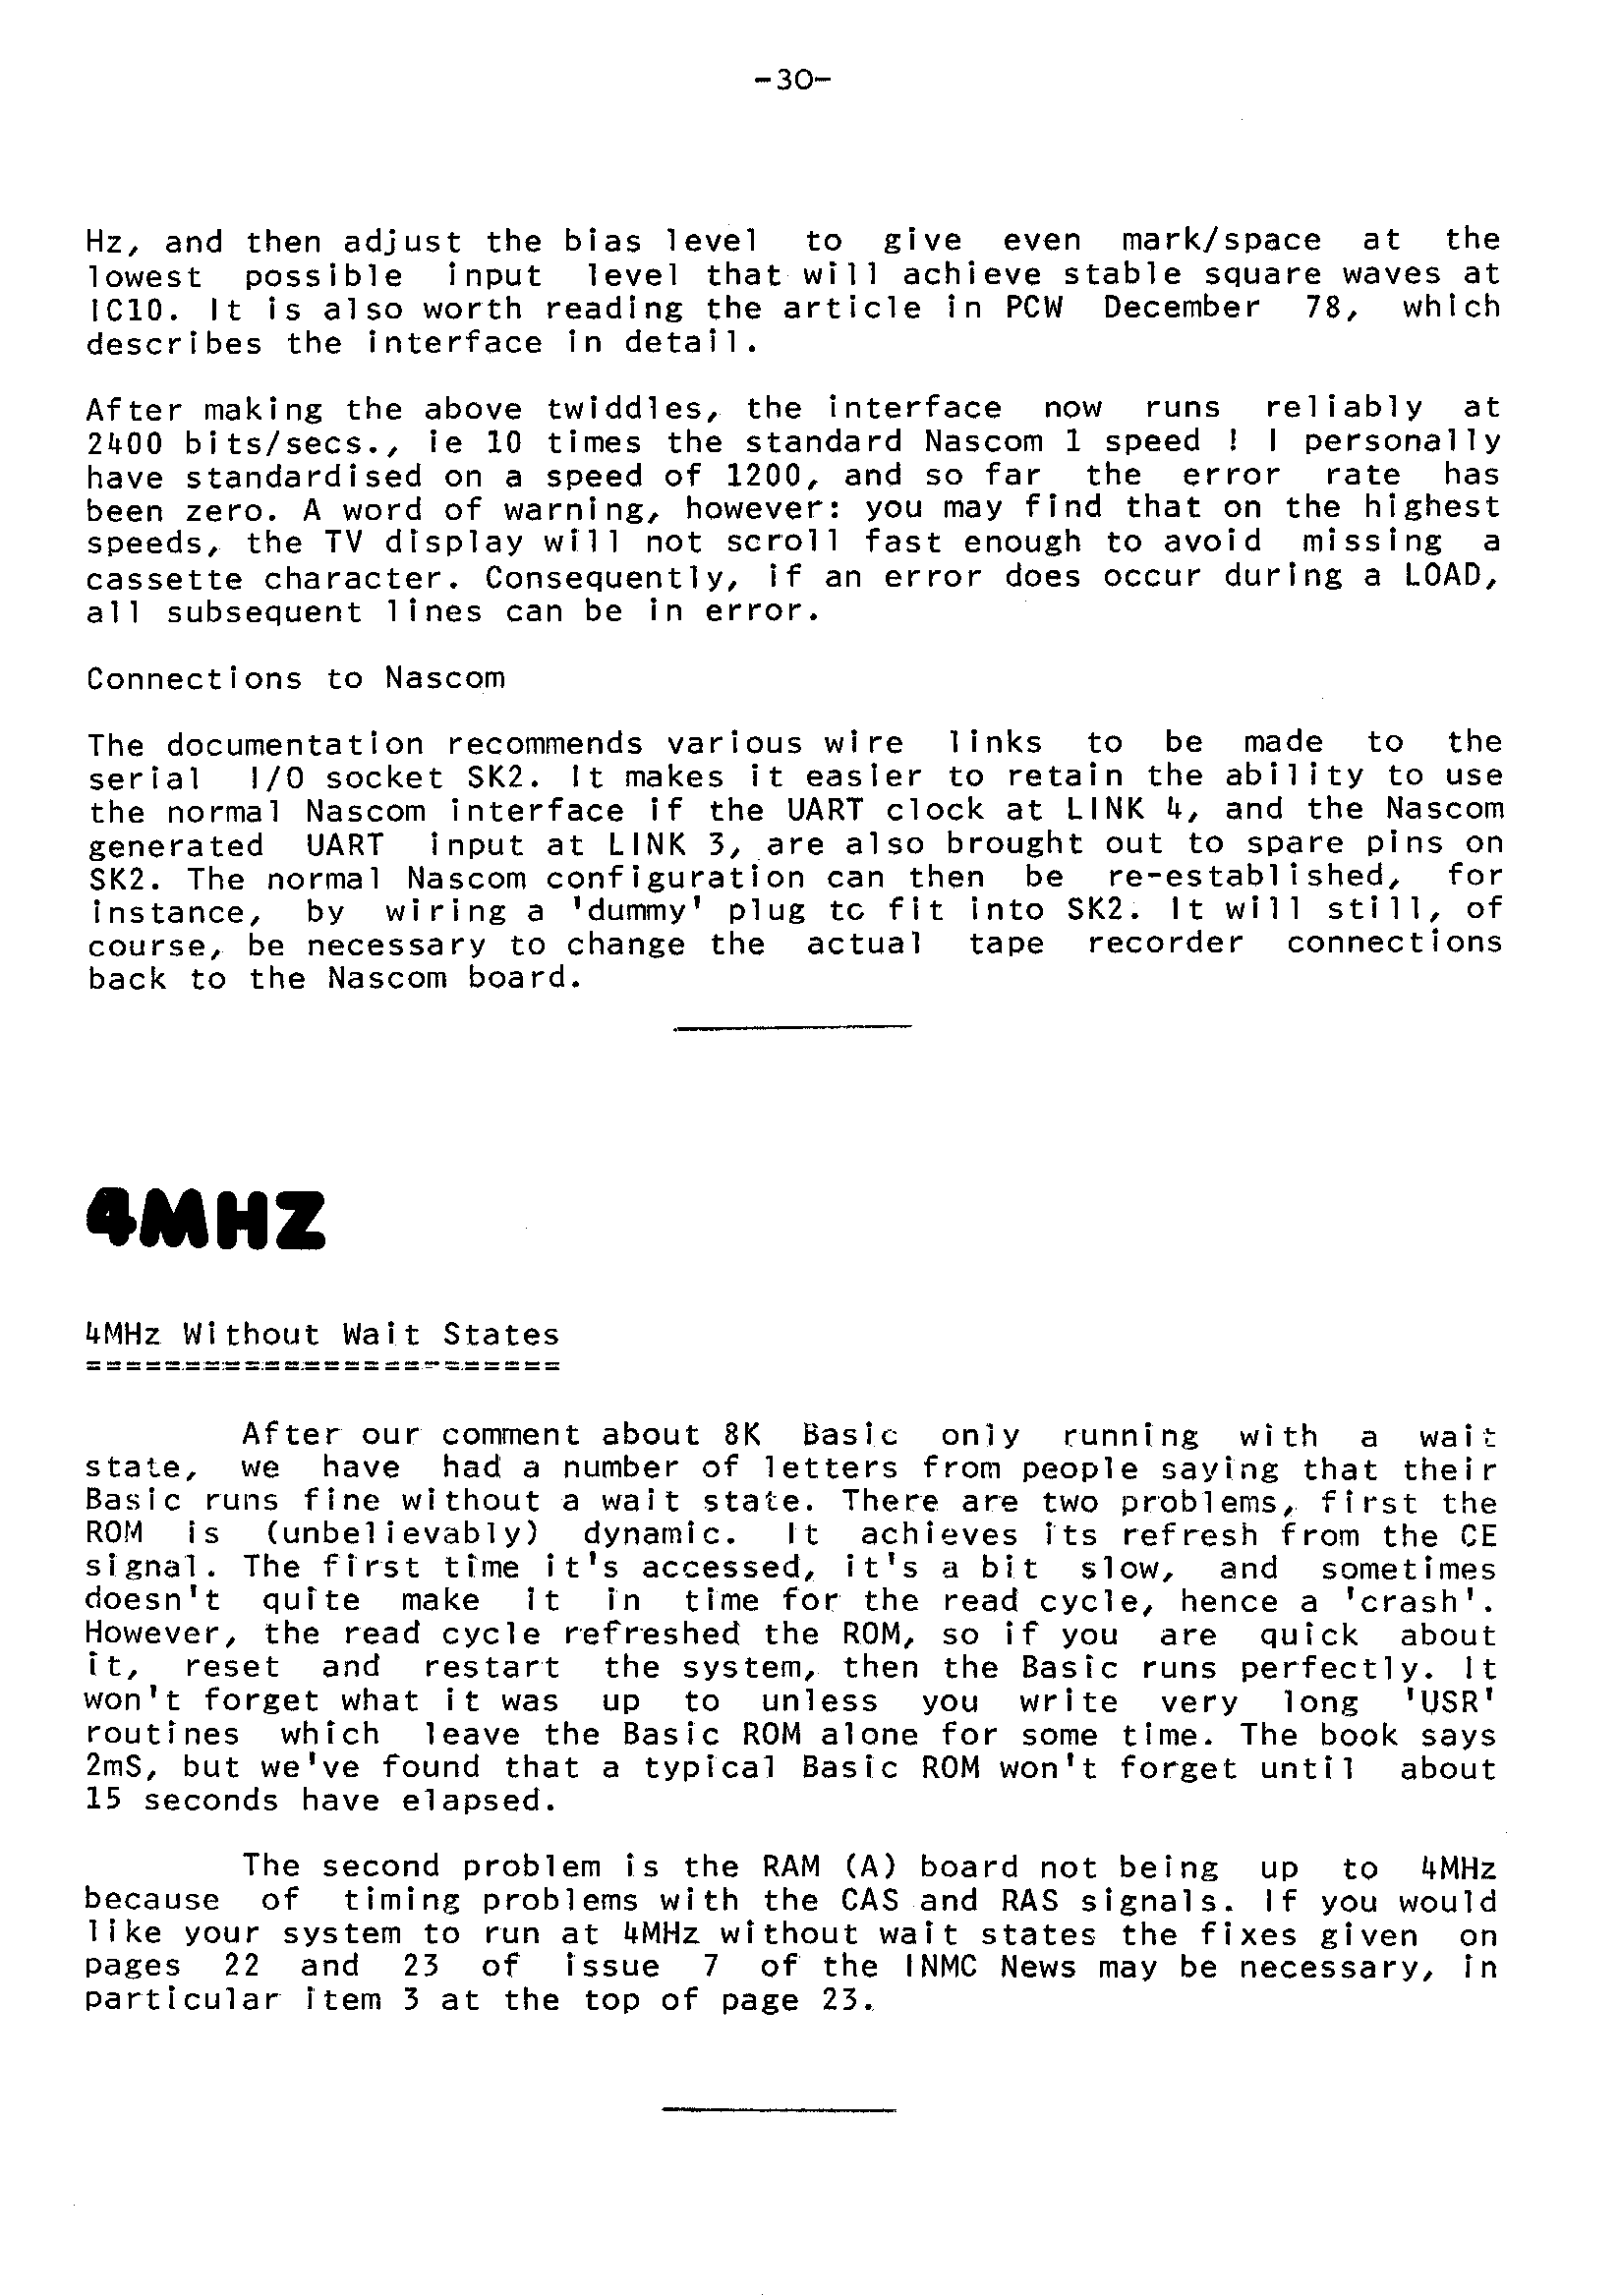 -30-
Hz, and then adjust the bias level to give even mark/space at the
lowest possible input level that will achieve stable square waves at
IC10. It is also worth reading the article in PCW December 78, which
describes the interface in detail.
After making the above twiddles, the interface now runs reliably at
2400 bits/secs., ie 10 times the standard Nascom 1 speed ! I personally
have standardised on a speed of 1200, and so far the error rate has
been zero. A word of warning, however: you may find that on the highest
speeds, the TV display will not scroll fast enough to avoid missing a
cassette character. Consequently, if an error does occur during a LOAD,
all subsequent lines can be in error.
Connections to Nascom
The documentation recommends various wire links to be made to the
serial I/O socket SK2. It makes it easier to retain the ability to use
the normal Nascom interface if the UART clock at LINK 4, and the Nascom
generated UART input at LINK 3, are also brought out to spare pins on
SK2. The normal Nascom configuration can then be re-established, for
instance, by wiring a 'dummy' plug to fit into SK2. It will still, of
course, be necessary to change the actual tape recorder connections
back to the Nascom board.
4MHZ
4MHz Without Wait States
========================
After our comment about 8K Basic only running with a wait
state, we have had a number of letters from people saying that their
Basic runs fine without a wait state. There are two problems, first the
ROM is (unbelievably) dynamic. It achieves its refresh from the CE
signal. The first time it's accessed, it's a bit slow, and sometimes
doesn't quite make it in time for the read cycle, hence a 'crash'.
However, the read cycle refreshed the ROM, so if you are quick about
it, reset and restart the system, then the Basic runs perfectly. It
won't forget what it was up to unless you write very long 'USR'
routines which leave the Basic ROM alone for some time. The book says
2mS, but we've found that a typical Basic ROM won't forget until about
15 seconds have elapsed.
The second problem is the RAM (A) board not being up to 4MHz
because of timing problems with the CAS and RAS signals. If you would
like your system to run at 4MHz without wait states the fixes given on
pages 22 and 23 of issue 7 of the INMC News may be necessary, in
particular item 3 at the top of page 23.